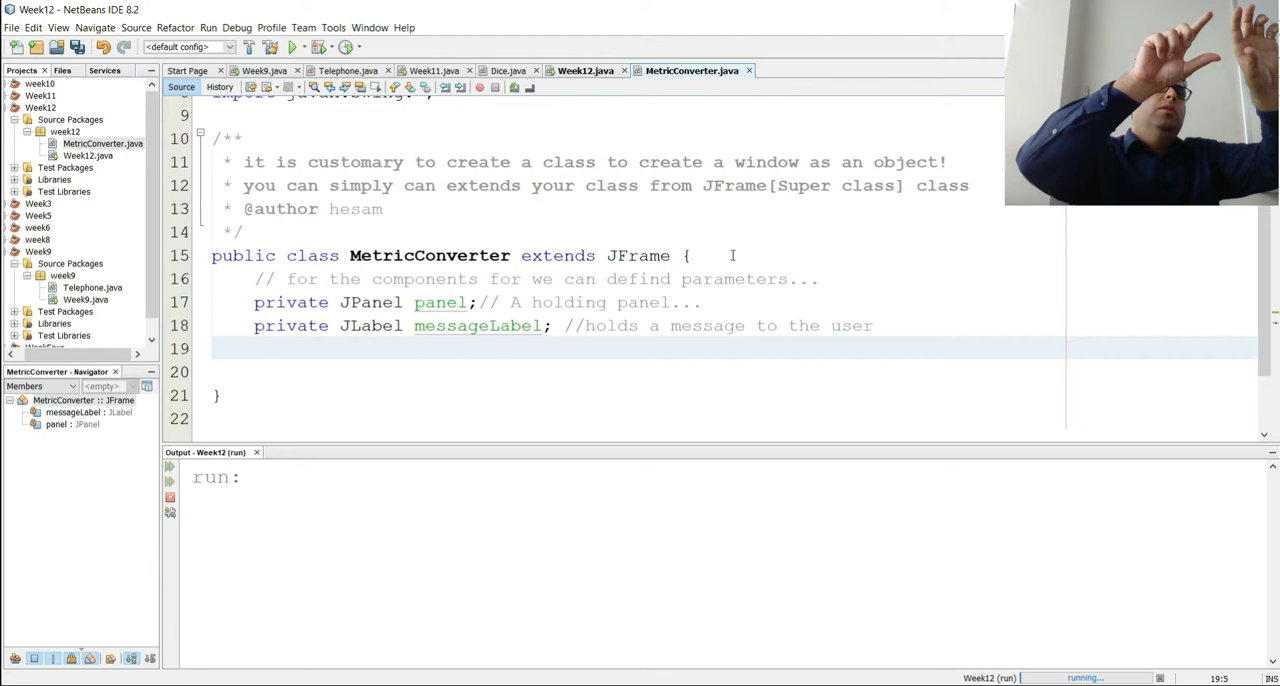 Week12 - NetBeans IDE 8.2
File Edit View Navigate Source Refactor Run Debug Profile Team Tools Window Help
<default config>
Projects Files Services
Start Page Week9.java Telephone.java Week11.java Dice.java Week12.java MetricConverter.java
Source History
week10
Week11
Week12
Source Packages
week12
MetricConverter.java
Week12.java
Test Packages
Libraries
Test Libraries
Week3
Week5
week6
week8
Week9
Source Packages
week9
Telephone.java
Week9.java
Test Packages
Libraries
Test Libraries
MetricConverter - Navigator
Members <empty>
MetricConverter :: JFrame
messageLabel : JLabel
panel : JPanel
9
10 /**
11 * it is customary to create a class to create a window as an object!
12 * you can simply can extends your class from JFrame[Super class] class
13 * @author hesam
14 */
15 public class MetricConverter extends JFrame {
16 // for the components for we can defind parameters...
17 private JPanel panel;// A holding panel...
18 private JLabel messageLabel; //holds a message to the user
19
20
21 }
22
Output - Week12 (run)
run:
Week12 (run) running... 19:5 INS